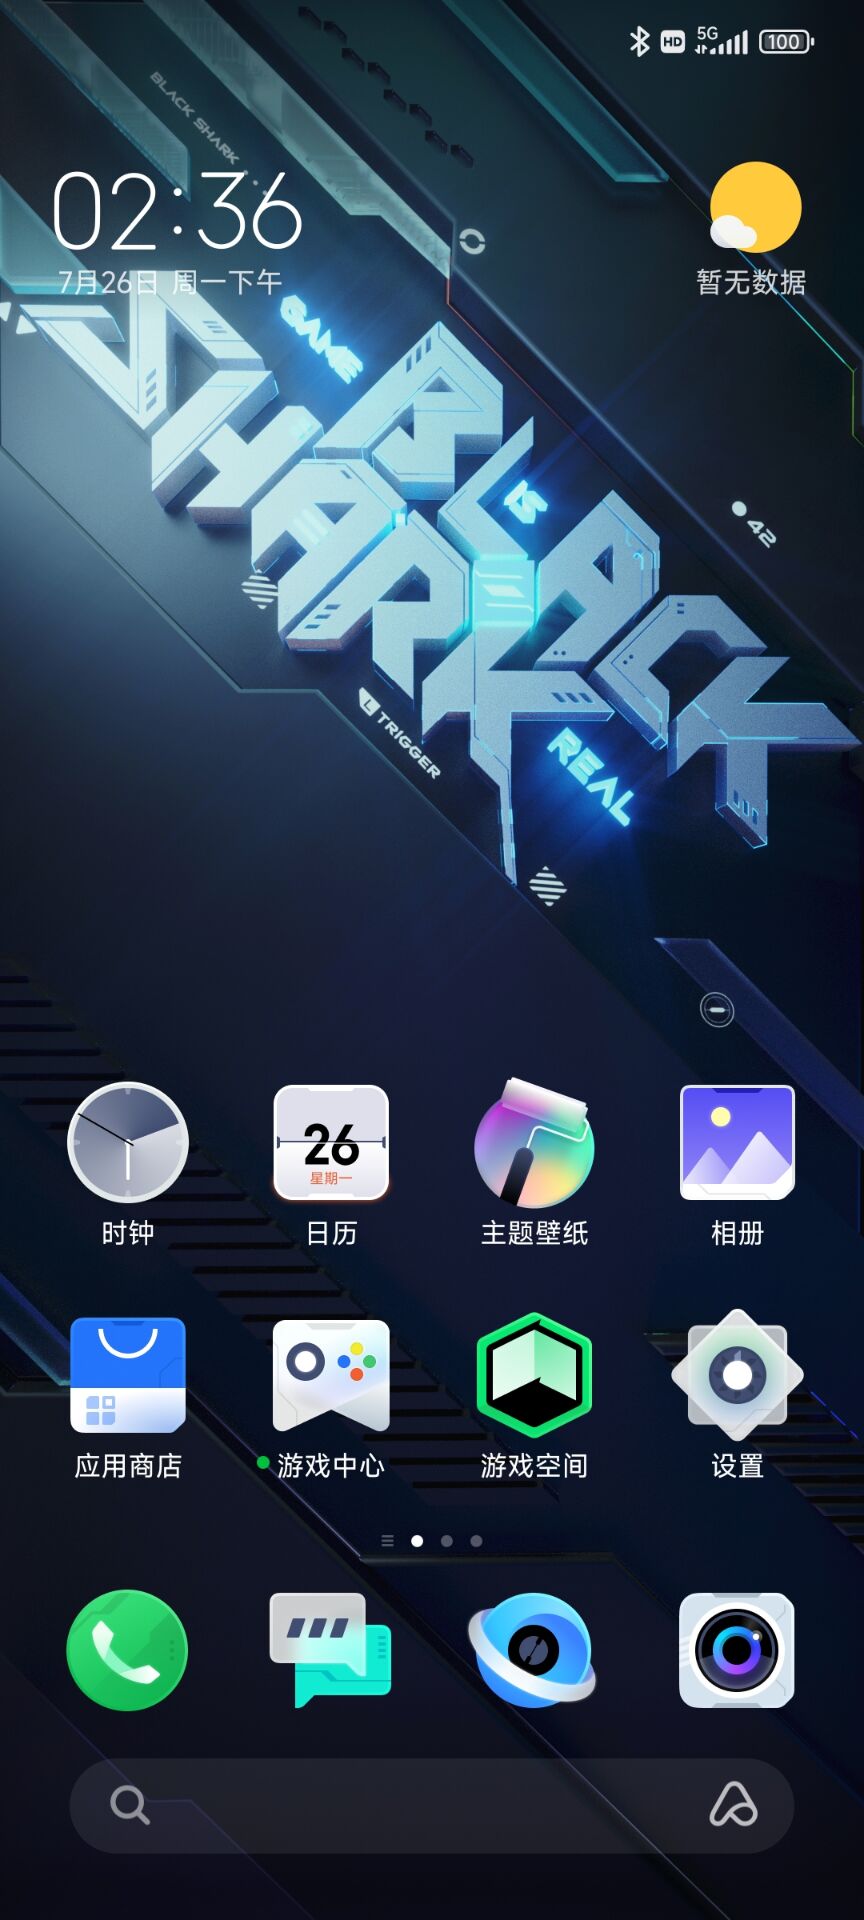 HD 5G 100
BLACK SHARK
02:36
7月26日 周一下午
暂无数据
GAME
IS
REAL
BLACK
SHARK
42
L TRIGGER
26
星期一
时钟
日历
主题壁纸
相册
应用商店
游戏中心
游戏空间
设置